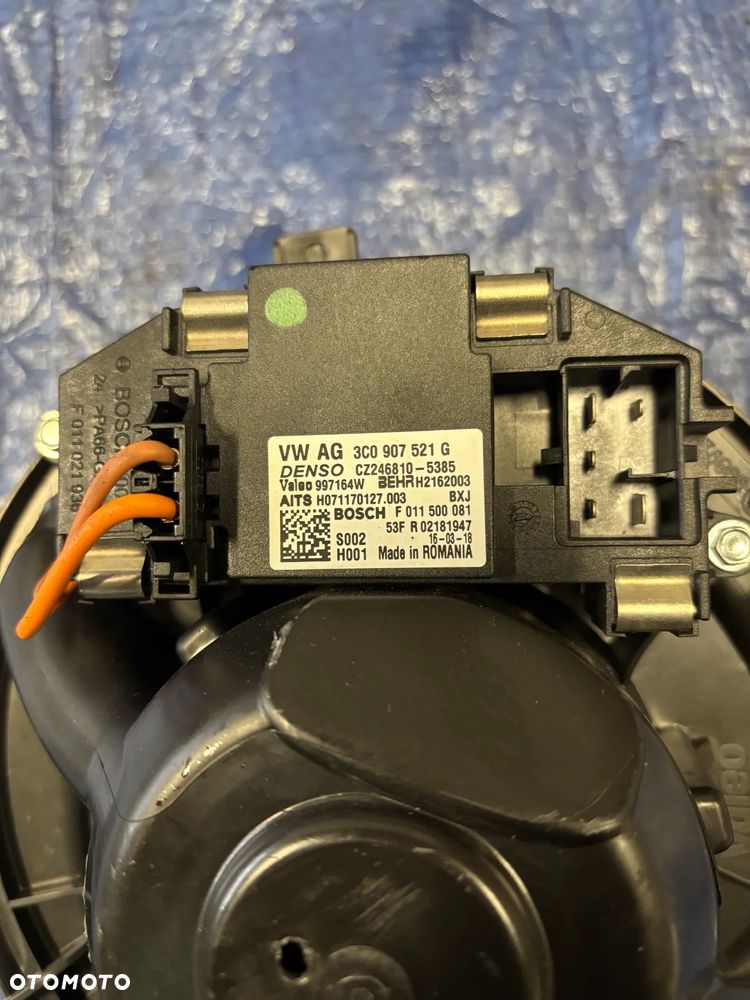 VW AG 3C0 907 521 G
DENSO CZ246810-5385
Valeo 997164W BEHR H2162003
AITS H071170127.003 BXJ
BOSCH F 011 500 081
53F R 02181947
S002 16-03-18
H001 Made in ROMANIA
BOSCH
F 011 021 930
OTOMOTO